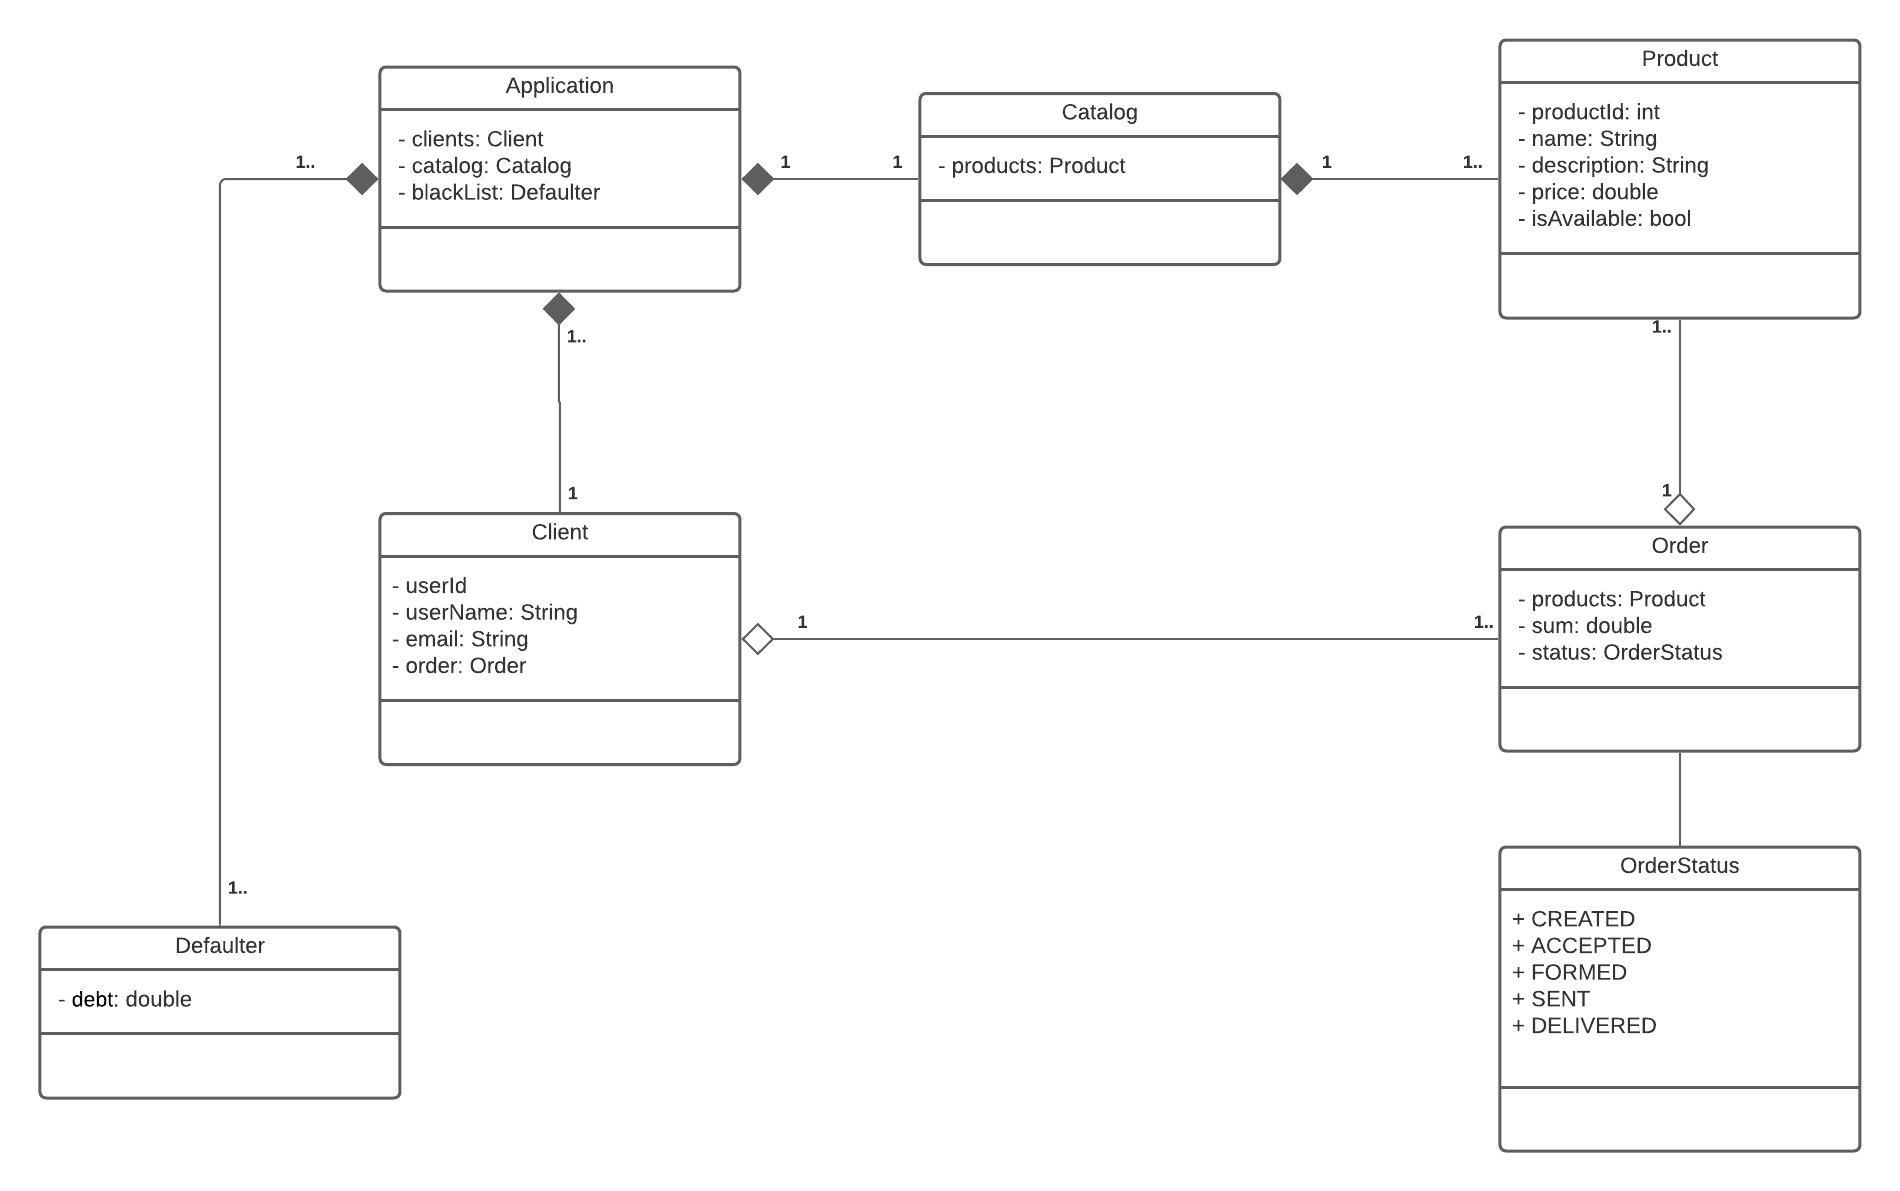 Application
- clients: Client
- catalog: Catalog
- blackList: Defaulter
1..
1
1
Catalog
- products: Product
1
1..
Product
- productId: int
- name: String
- description: String
- price: double
- isAvailable: bool
1..
1
1..
1
Client
- userId
- userName: String
- email: String
- order: Order
1
1..
Order
- products: Product
- sum: double
- status: OrderStatus
OrderStatus
+ CREATED
+ ACCEPTED
+ FORMED
+ SENT
+ DELIVERED
1..
Defaulter
- debt: double